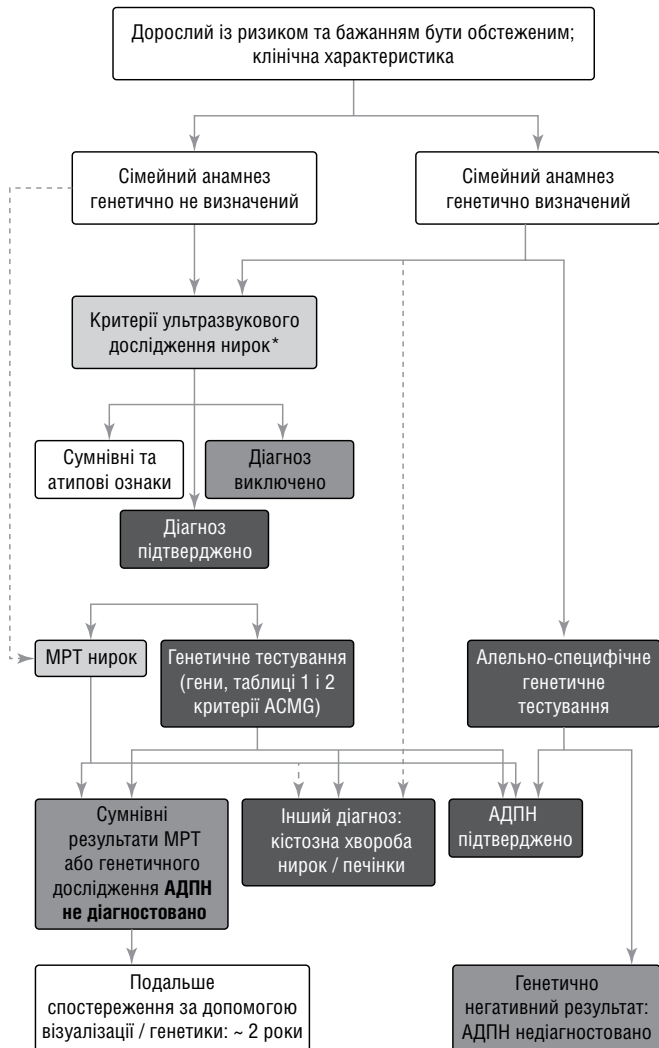 Дорослий із ризиком та бажанням бути обстеженим;
клінічна характеристика
Сімейний анамнез
генетично не визначений
Сімейний анамнез
генетично визначений
Критерії ультразвукового
дослідження нирок*
Сумнівні та
атипові ознаки
Діагноз
виключено
Діагноз
підтверджено
МРТ нирок
Генетичне тестування
(гени, таблиці 1 і 2
критерії ACMG)
Алельно-специфічне
генетичне
тестування
Сумнівні
результати МРТ
або генетичного
дослідження АДПН
не діагностовано
Інший діагноз:
кістозна хвороба
нирок / печінки
АДПН
підтверджено
Подальше
спостереження за допомогою
візуалізації / генетики: ~ 2 роки
Генетично
негативний результат:
АДПН недіагностовано